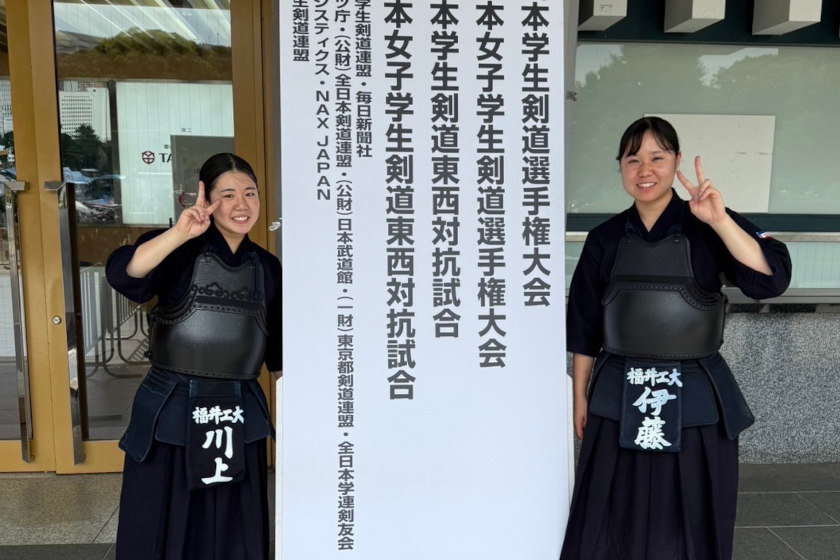 本学生剣道選手権大会
本女子学生剣道選手権大会
本学生剣道東西対抗試合
本女子学生剣道東西対抗試合
学生剣道連盟・毎日新聞社
ツ庁・(公財)全日本剣道連盟・(公財)日本武道館・(一財)東京都剣道連盟・全日本学連剣友会
ジスティクス・NAX JAPAN
生剣道連盟
福井工大
川上
福井工大
伊藤